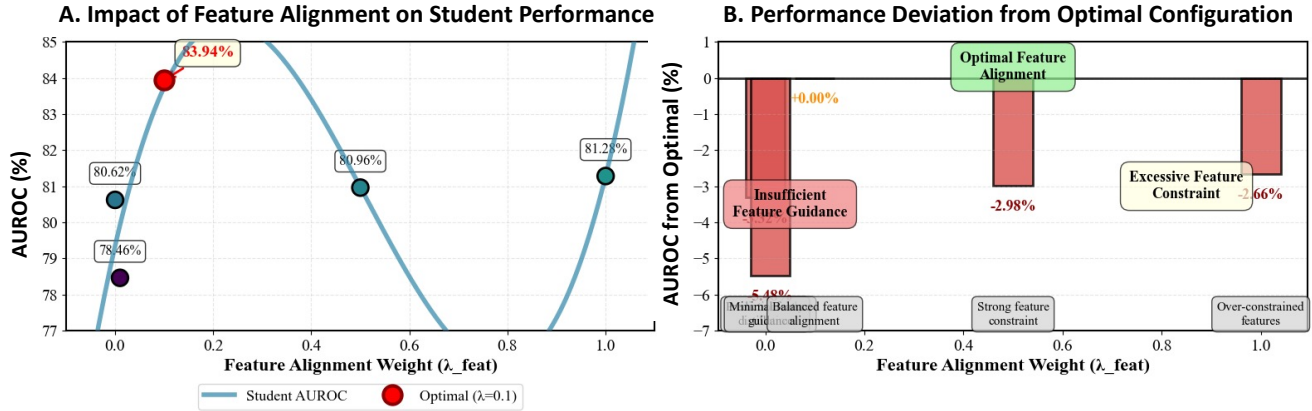 A. Impact of Feature Alignment on Student Performance
AUROC (%)
85
84
83
82
81
80
79
78
77
83.94%
80.62%
78.46%
80.96%
81.28%
0.0
0.2
0.4
0.6
0.8
1.0
Feature Alignment Weight (λ_feat)
Student AUROC
Optimal (λ=0.1)
B. Performance Deviation from Optimal Configuration
AUROC from Optimal (%)
1
0
−1
−2
−3
−4
−5
−6
−7
+0.00%
Optimal Feature
Alignment
Insufficient
Feature Guidance
-3.32%
-5.48%
-2.98%
Excessive Feature
Constraint
-2.66%
Minimal
guidance
Balanced feature
alignment
Strong feature
constraint
Over-constrained
features
0.0
0.2
0.4
0.6
0.8
1.0
Feature Alignment Weight (λ_feat)